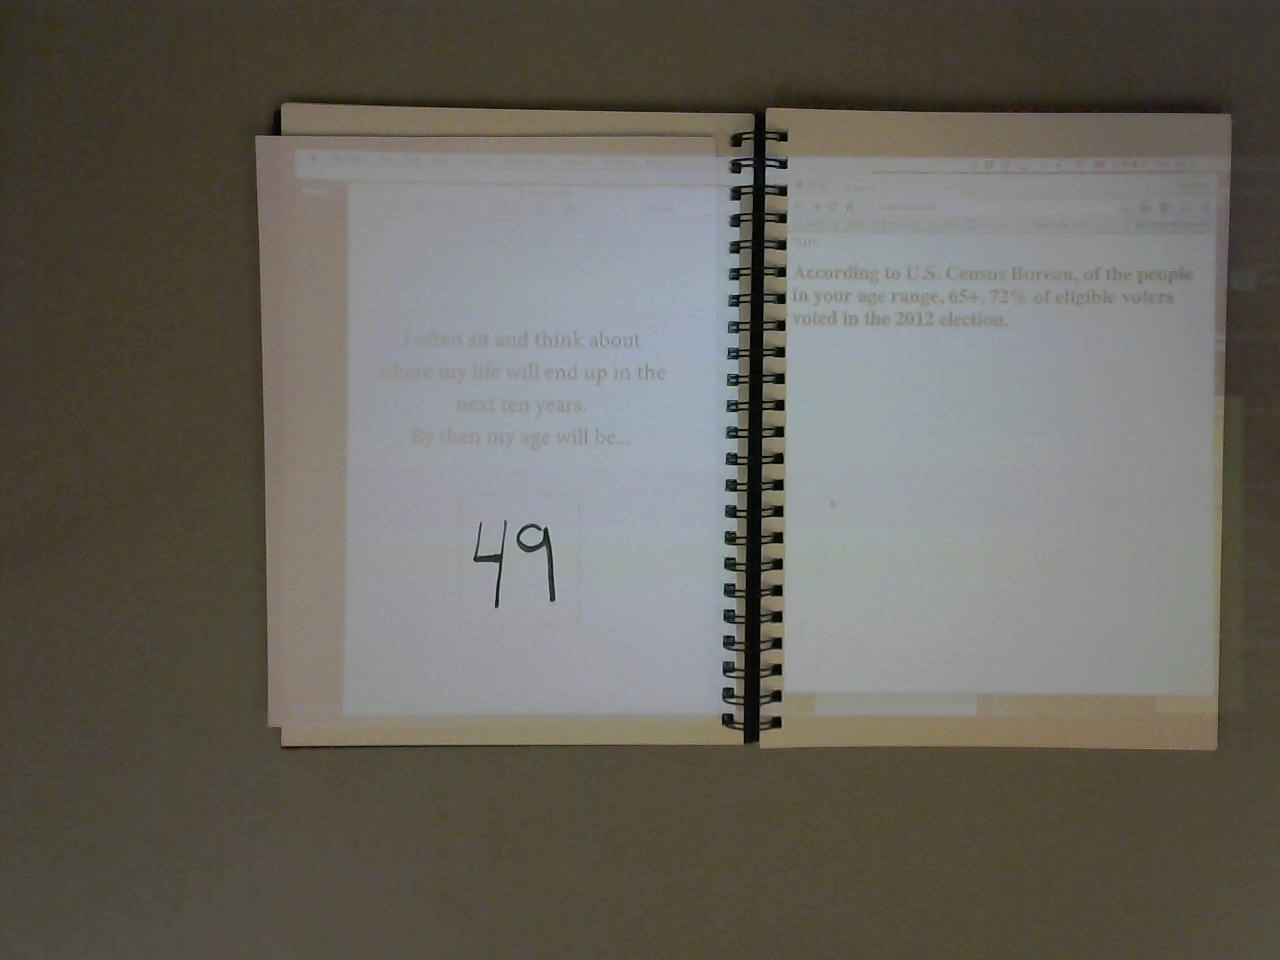 I often sit and think about
where my life will end up in the
next ten years.
By then my age will be...
49
According to U.S. Census Bureau, of the people
in your age range, 65+, 72% of eligible voters
voted in the 2012 election.